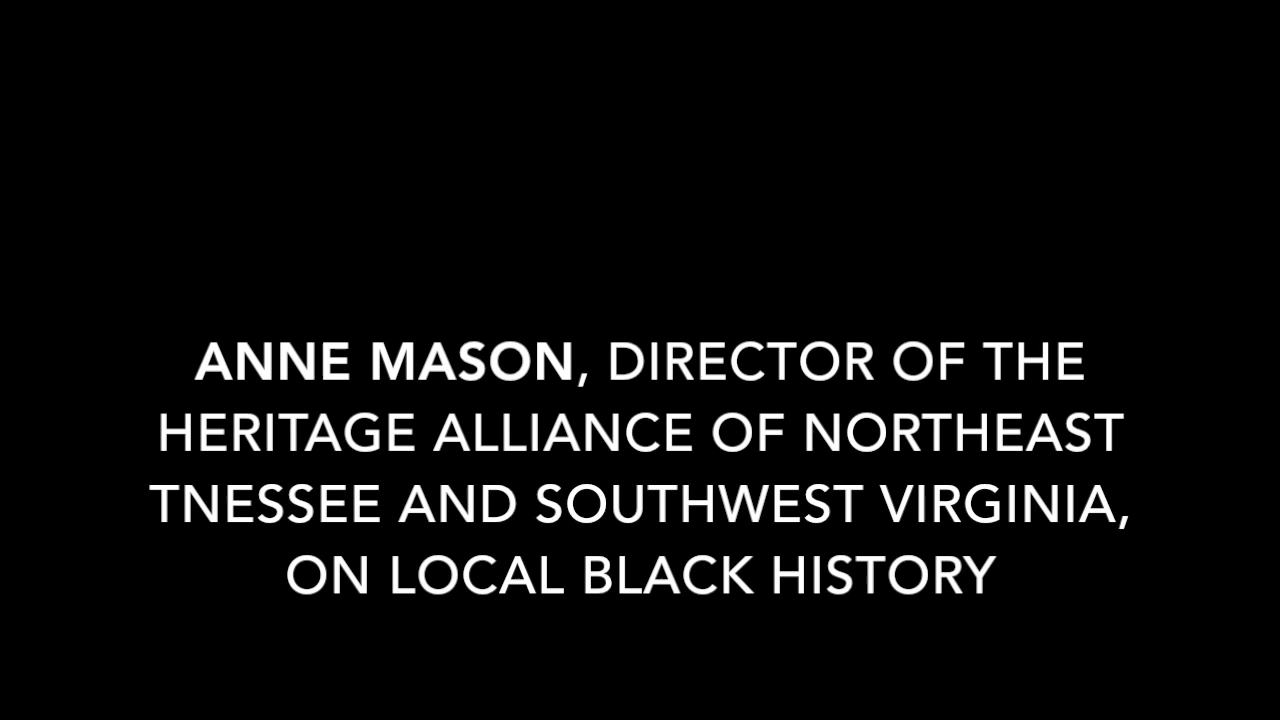 ANNE MASON, DIRECTOR OF THE
HERITAGE ALLIANCE OF NORTHEAST
TNESSEE AND SOUTHWEST VIRGINIA,
ON LOCAL BLACK HISTORY